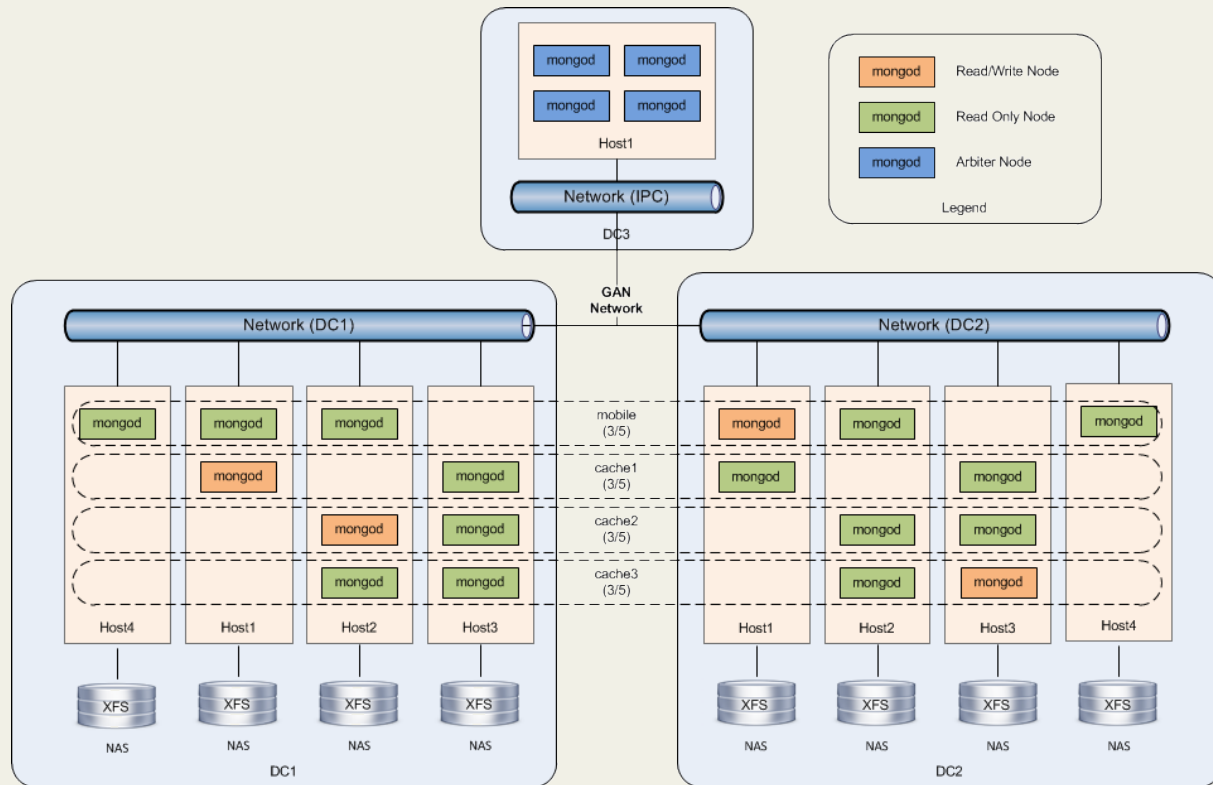 mongod mongod
mongod mongod
Host1
Network (IPC)
DC3
mongod Read/Write Node
mongod Read Only Node
mongod Arbiter Node
Legend
GAN
Network
Network (DC1)
Network (DC2)
mongod mongod mongod
mobile
(3/5)
mongod mongod mongod
mongod mongod
cache1
(3/5)
mongod mongod
mongod mongod
cache2
(3/5)
mongod mongod
mongod mongod
cache3
(3/5)
mongod mongod
Host4 Host1 Host2 Host3
Host1 Host2 Host3 Host4
XFS XFS XFS XFS
XFS XFS XFS XFS
NAS NAS NAS NAS
NAS NAS NAS NAS
DC1
DC2